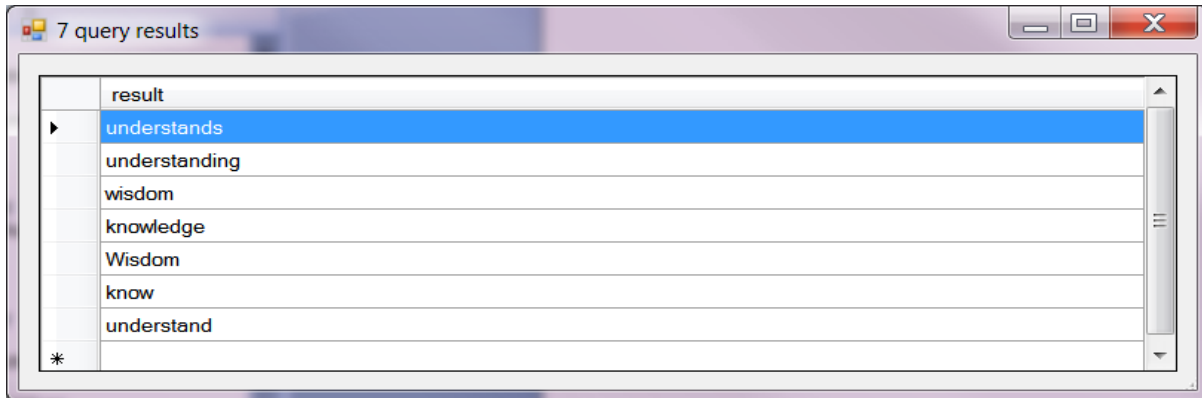 7 query results
result
understands
understanding
wisdom
knowledge
Wisdom
know
understand
*